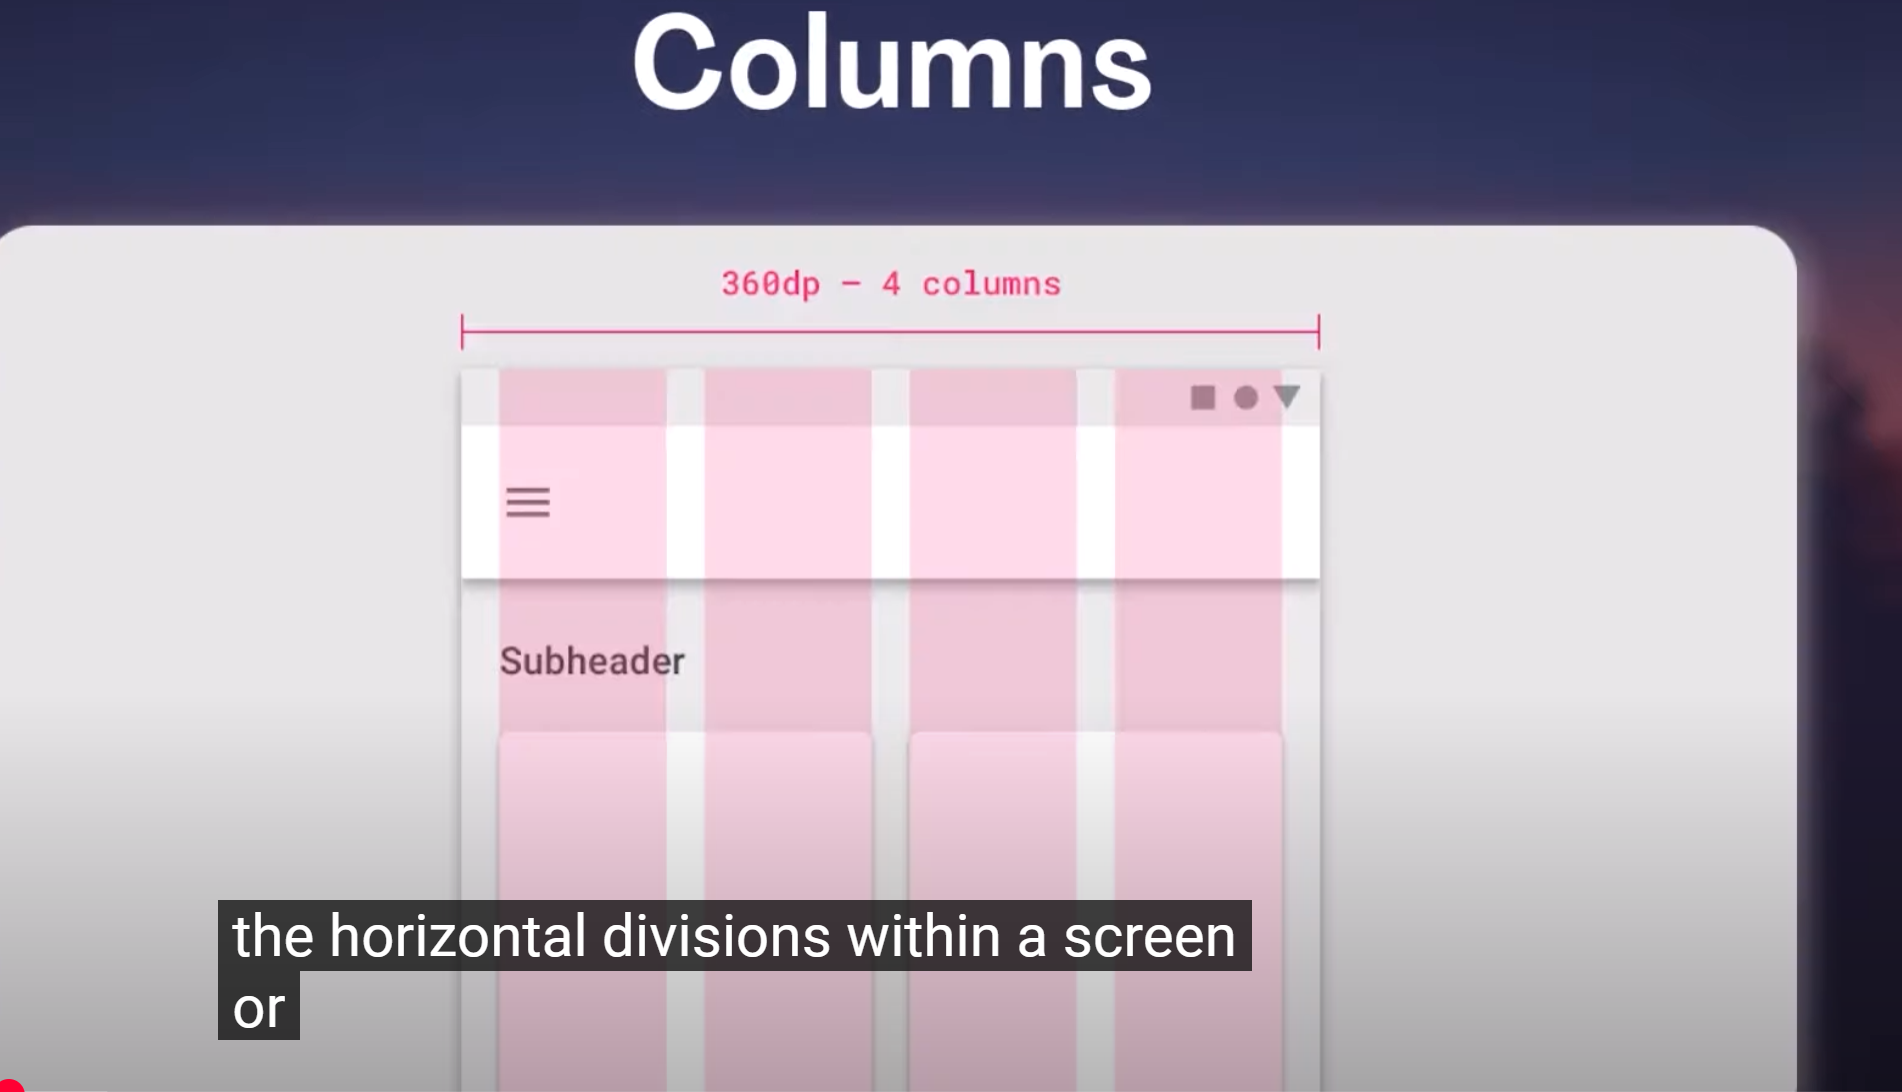 Columns
360dp – 4 columns
Subheader
the horizontal divisions within a screen
or